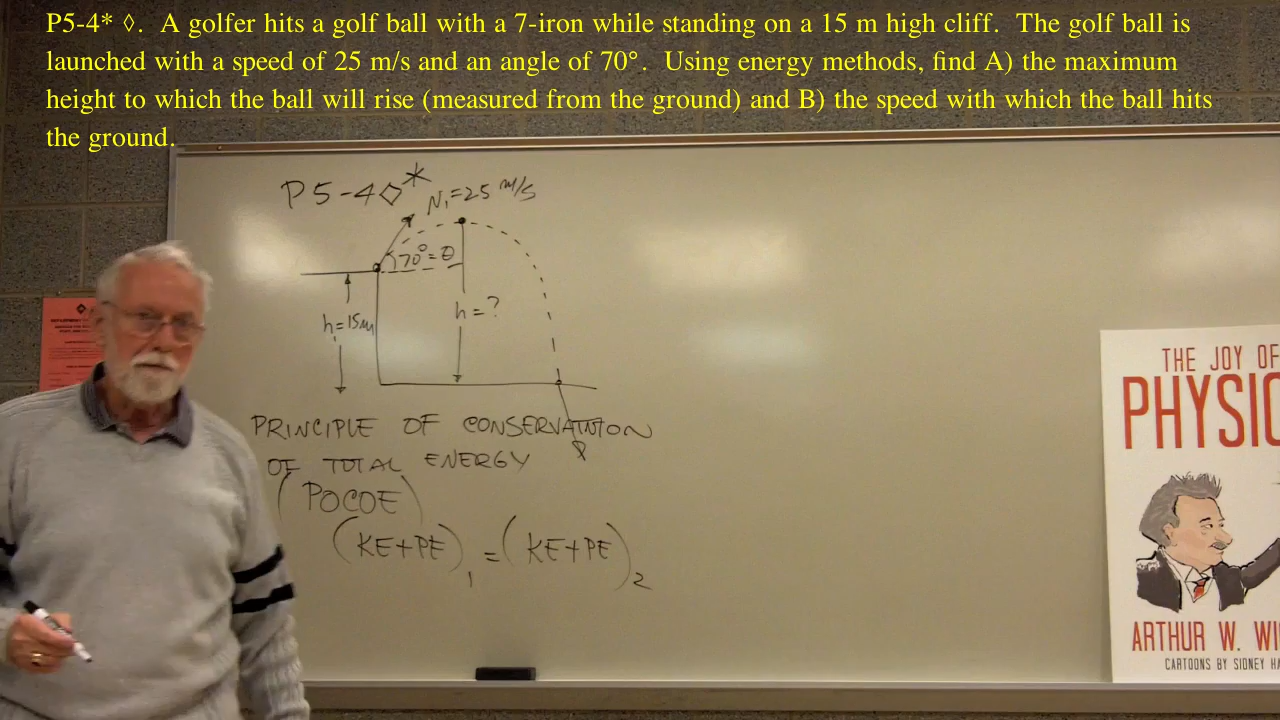 P5-4* ◊.  A golfer hits a golf ball with a 7-iron while standing on a 15 m high cliff.  The golf ball is
launched with a speed of 25 m/s and an angle of 70°.  Using energy methods, find A) the maximum
height to which the ball will rise (measured from the ground) and B) the speed with which the ball hits
the ground.
P5-4◊*
N₁=25 m/s
70°=θ
h=15m
h=?
PRINCIPLE OF CONSERVATION
OF TOTAL ENERGY
(POCOE)
(KE+PE)₁=(KE+PE)₂
THE JOY OF
PHYSIC
ARTHUR W. WI
CARTOONS BY SIDNEY HA